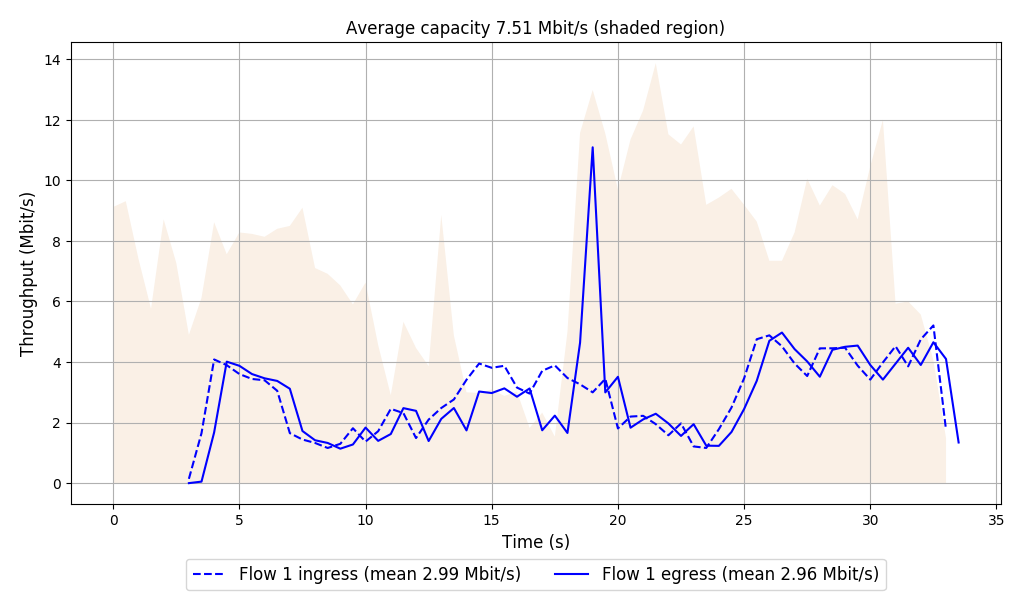 Average capacity 7.51 Mbit/s (shaded region)
Throughput (Mbit/s)
14
12
10
8
6
4
2
0
0 5 10 15 20 25 30 35
Time (s)
Flow 1 ingress (mean 2.99 Mbit/s) Flow 1 egress (mean 2.96 Mbit/s)